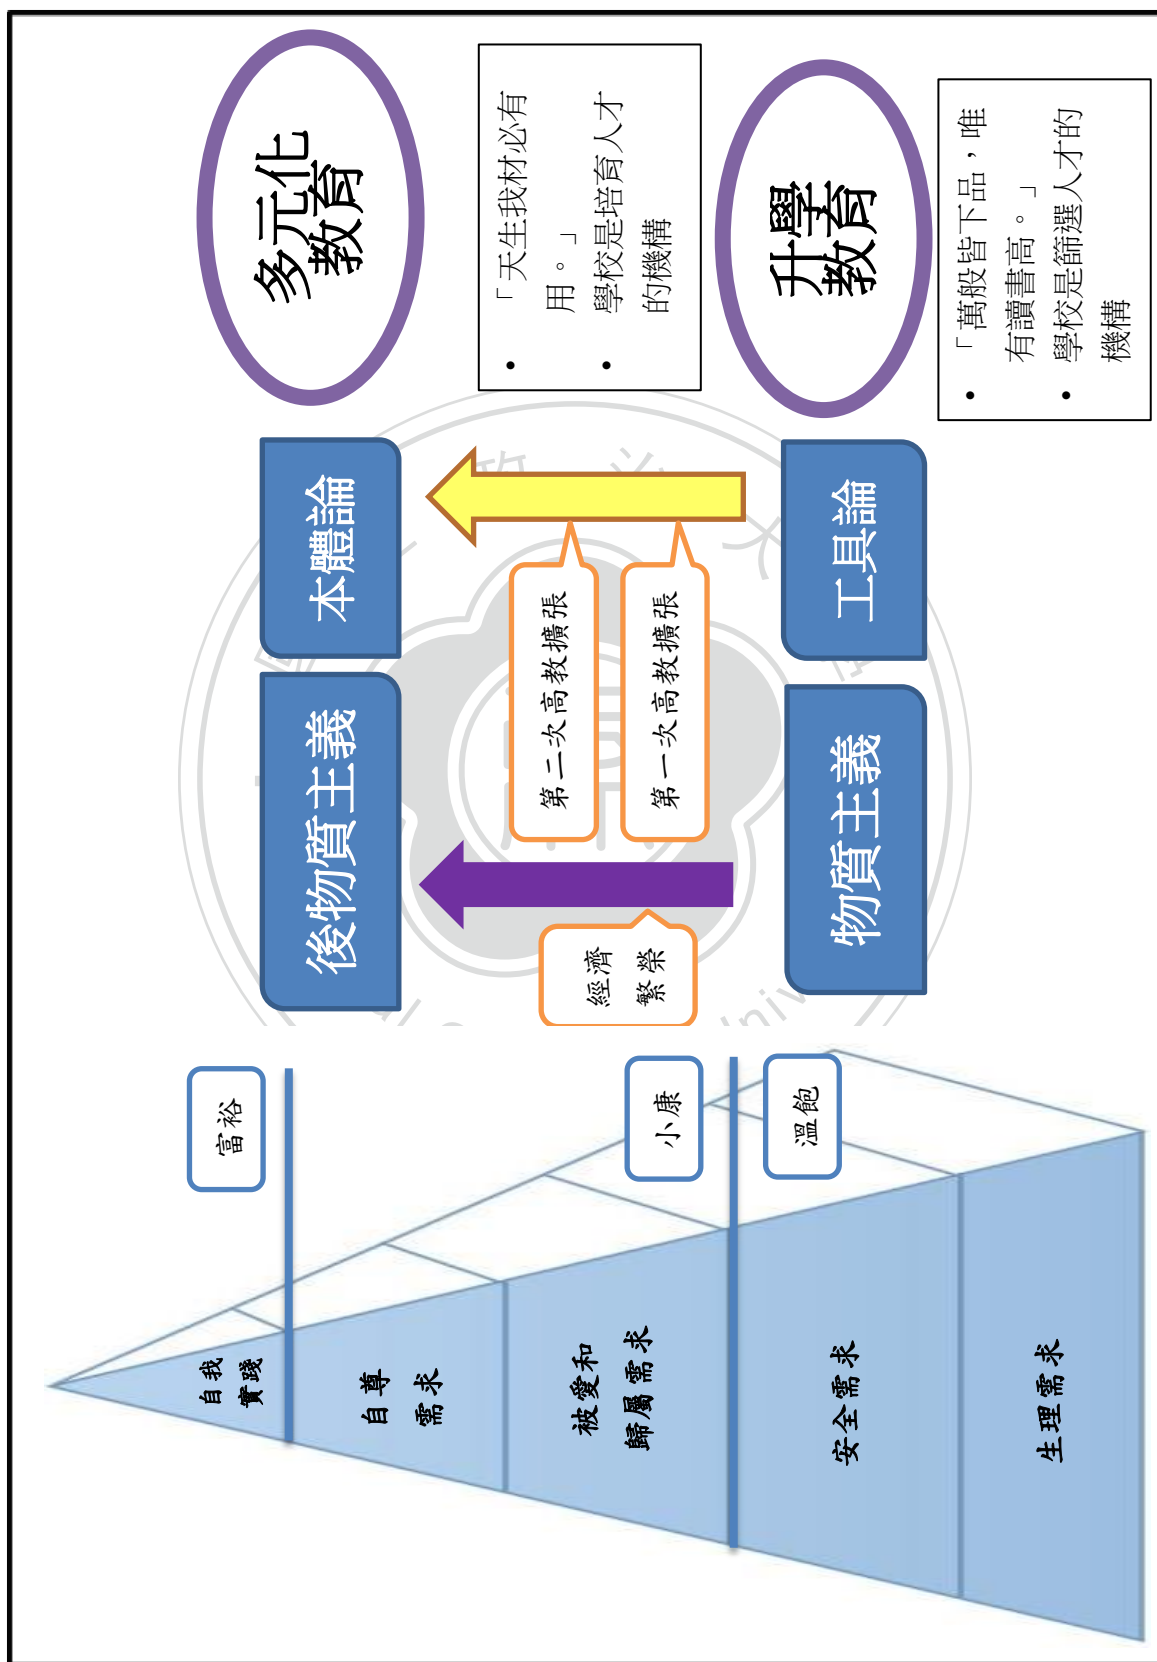 多元化
教育
• 「天生我材必有
用。」
• 學校是培育人才
的機構
升學
教育
• 「萬般皆下品，唯
有讀書高。」
• 學校是篩選人才的
機構
本體論
工具論
第二次高教擴張
第一次高教擴張
後物質主義
物質主義
經濟
繁榮
富裕
小康
溫飽
自我
實踐
自尊
需求
被愛和
歸屬需求
安全需求
生理需求